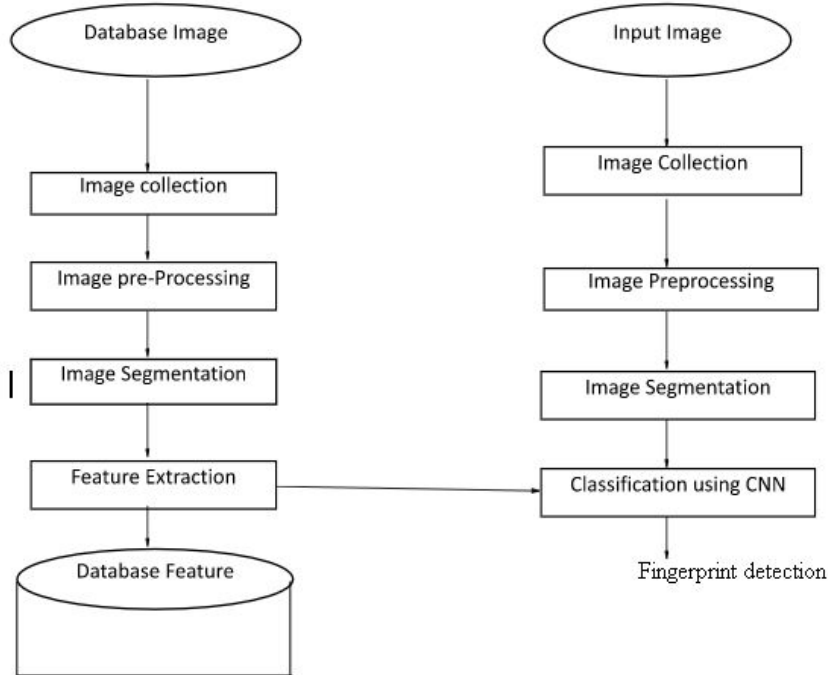 Database Image
Image collection
Image pre-Processing
Image Segmentation
Feature Extraction
Database Feature
Input Image
Image Collection
Image Preprocessing
Image Segmentation
Classification using CNN
Fingerprint detection